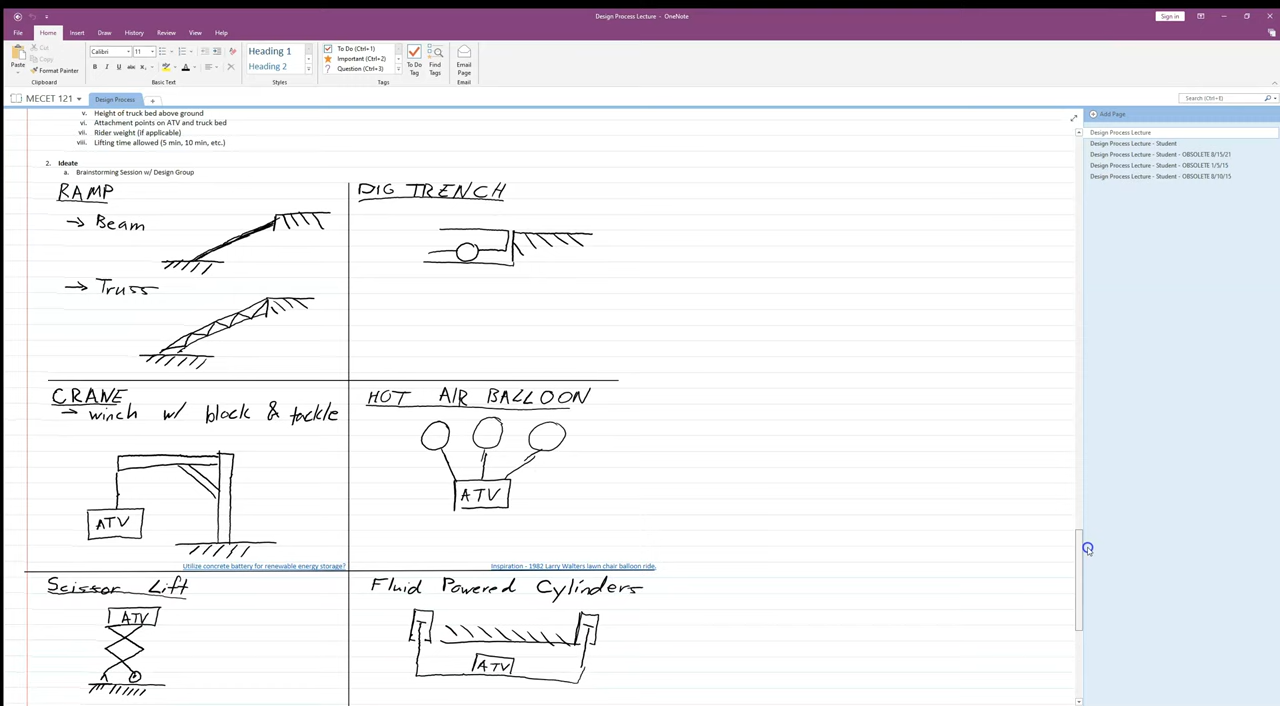 Design Process Lecture - OneNote
Sign in
File Home Insert Draw History Review View Help
Paste
Cut
Copy
Format Painter
Clipboard
Calibri 11
B I U abc X₂ A
Basic Text
Heading 1
Heading 2
Styles
To Do (Ctrl+1)
Important (Ctrl+2)
Question (Ctrl+3)
Tags
To Do
Tag
Find
Tags
Email
Page
Email
MECET 121
Design Process
Search (Ctrl+E)
Add Page
Design Process Lecture
Design Process Lecture - Student
Design Process Lecture - Student - OBSOLETE 8/15/21
Design Process Lecture - Student - OBSOLETE 1/5/15
Design Process Lecture - Student - OBSOLETE 8/10/15
v. Height of truck bed above ground
vi. Attachment points on ATV and truck bed
vii. Rider weight (if applicable)
viii. Lifting time allowed (5 min, 10 min, etc.)
2. Ideate
a. Brainstorming Session w/ Design Group
RAMP
→ Beam
→ Truss
DIG TRENCH
CRANE
→ winch w/ block & tackle
ATV
Utilize concrete battery for renewable energy storage?
HOT AIR BALLOON
ATV
Inspiration - 1982 Larry Walters lawn chair balloon ride.
Scissor Lift
ATV
Fluid Powered Cylinders
ATV